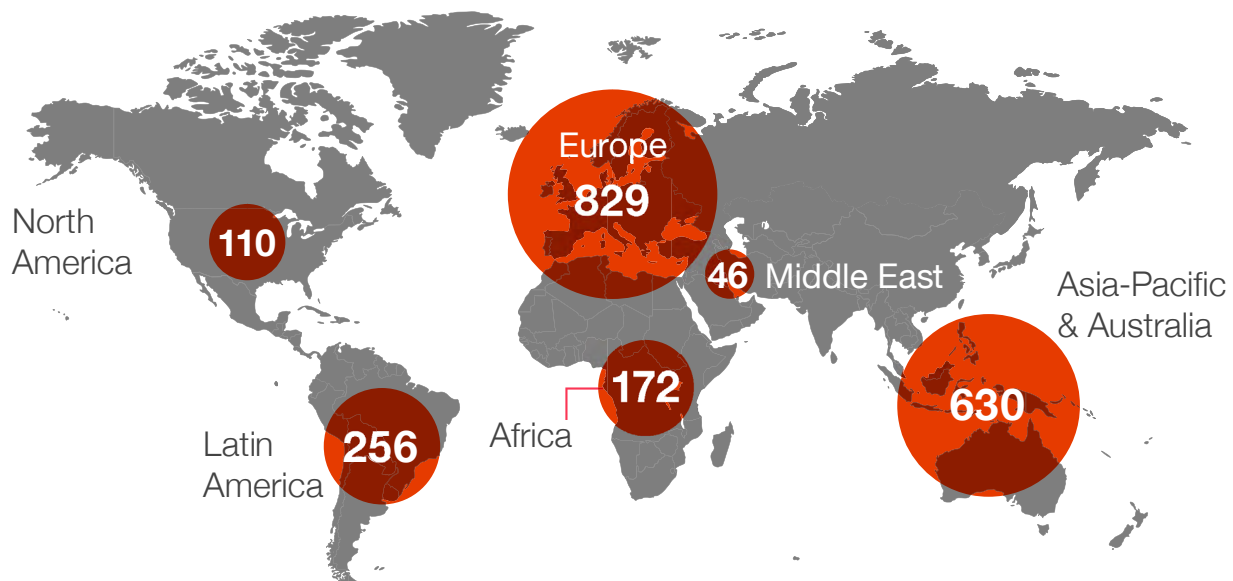 Europe
829
North
America
110
46 Middle East
Asia-Pacific
& Australia
630
172
Africa
Latin
America
256